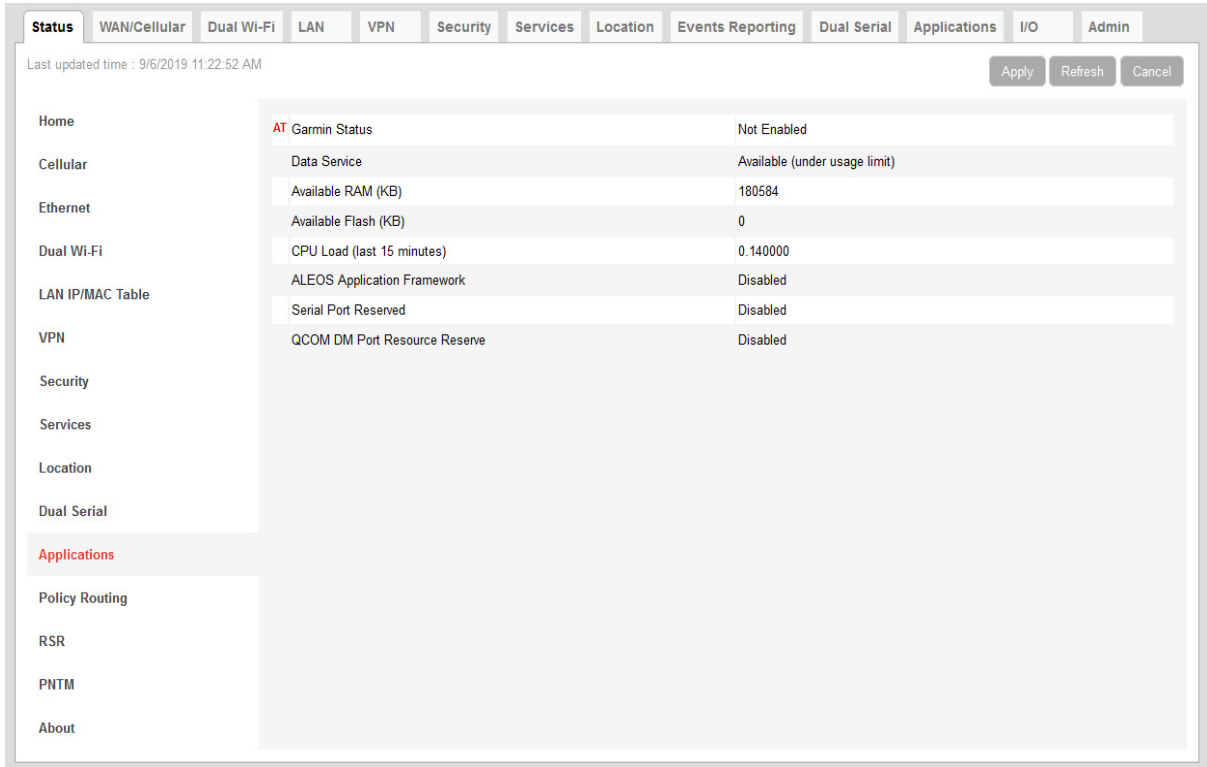 Status WAN/Cellular Dual Wi-Fi LAN VPN Security Services Location Events Reporting Dual Serial Applications I/O Admin
Last updated time : 9/6/2019 11:22:52 AM
Apply Refresh Cancel
Home
Cellular
Ethernet
Dual Wi-Fi
LAN IP/MAC Table
VPN
Security
Services
Location
Dual Serial
Applications
Policy Routing
RSR
PNTM
About
AT Garmin Status Not Enabled
Data Service Available (under usage limit)
Available RAM (KB) 180584
Available Flash (KB) 0
CPU Load (last 15 minutes) 0.140000
ALEOS Application Framework Disabled
Serial Port Reserved Disabled
QCOM DM Port Resource Reserve Disabled